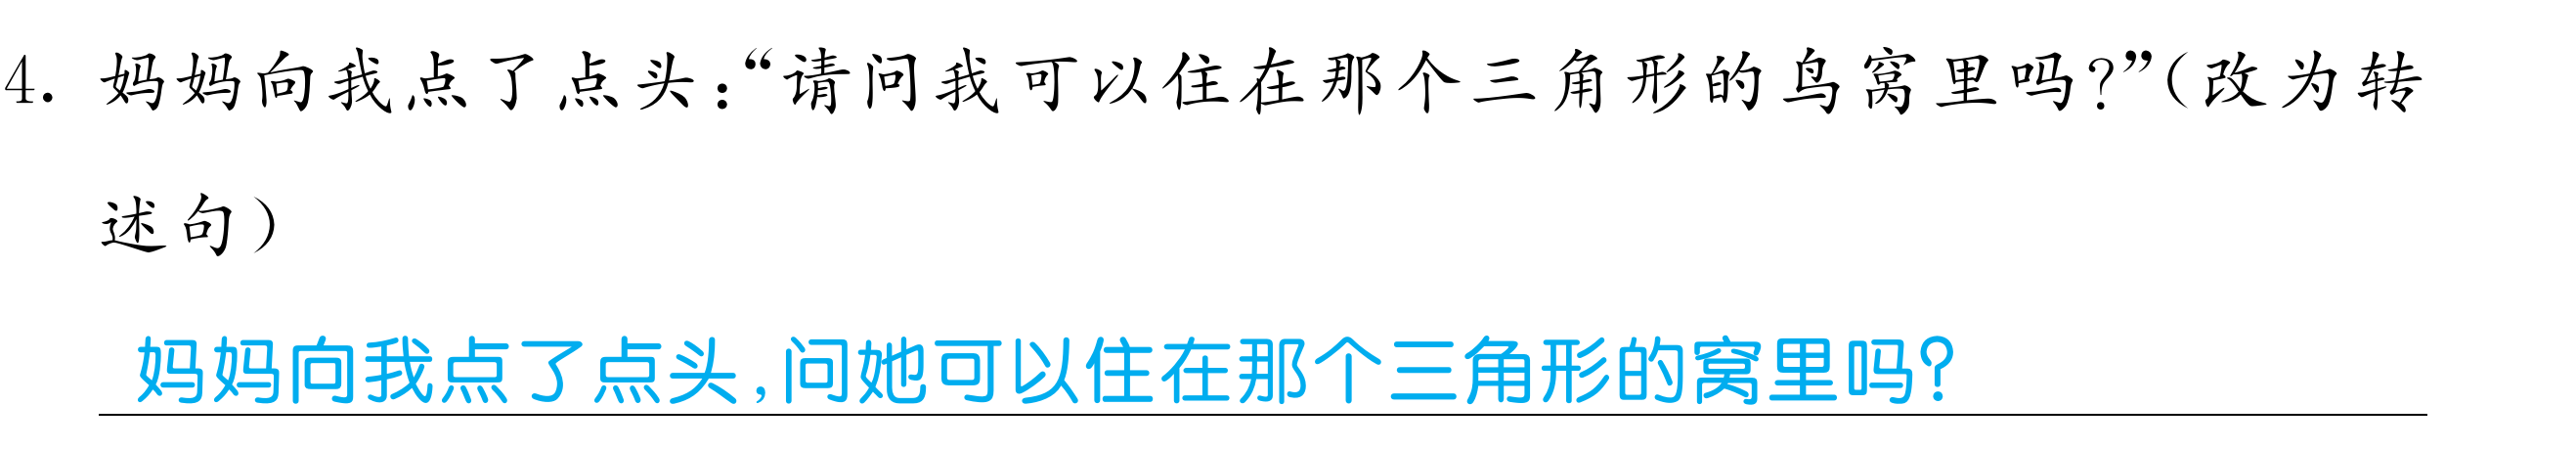 4. 妈妈向我点了点头:“请问我可以住在那个三角形的鸟窝里吗?”(改为转
述句)
妈妈向我点了点头,问她可以住在那个三角形的窝里吗?